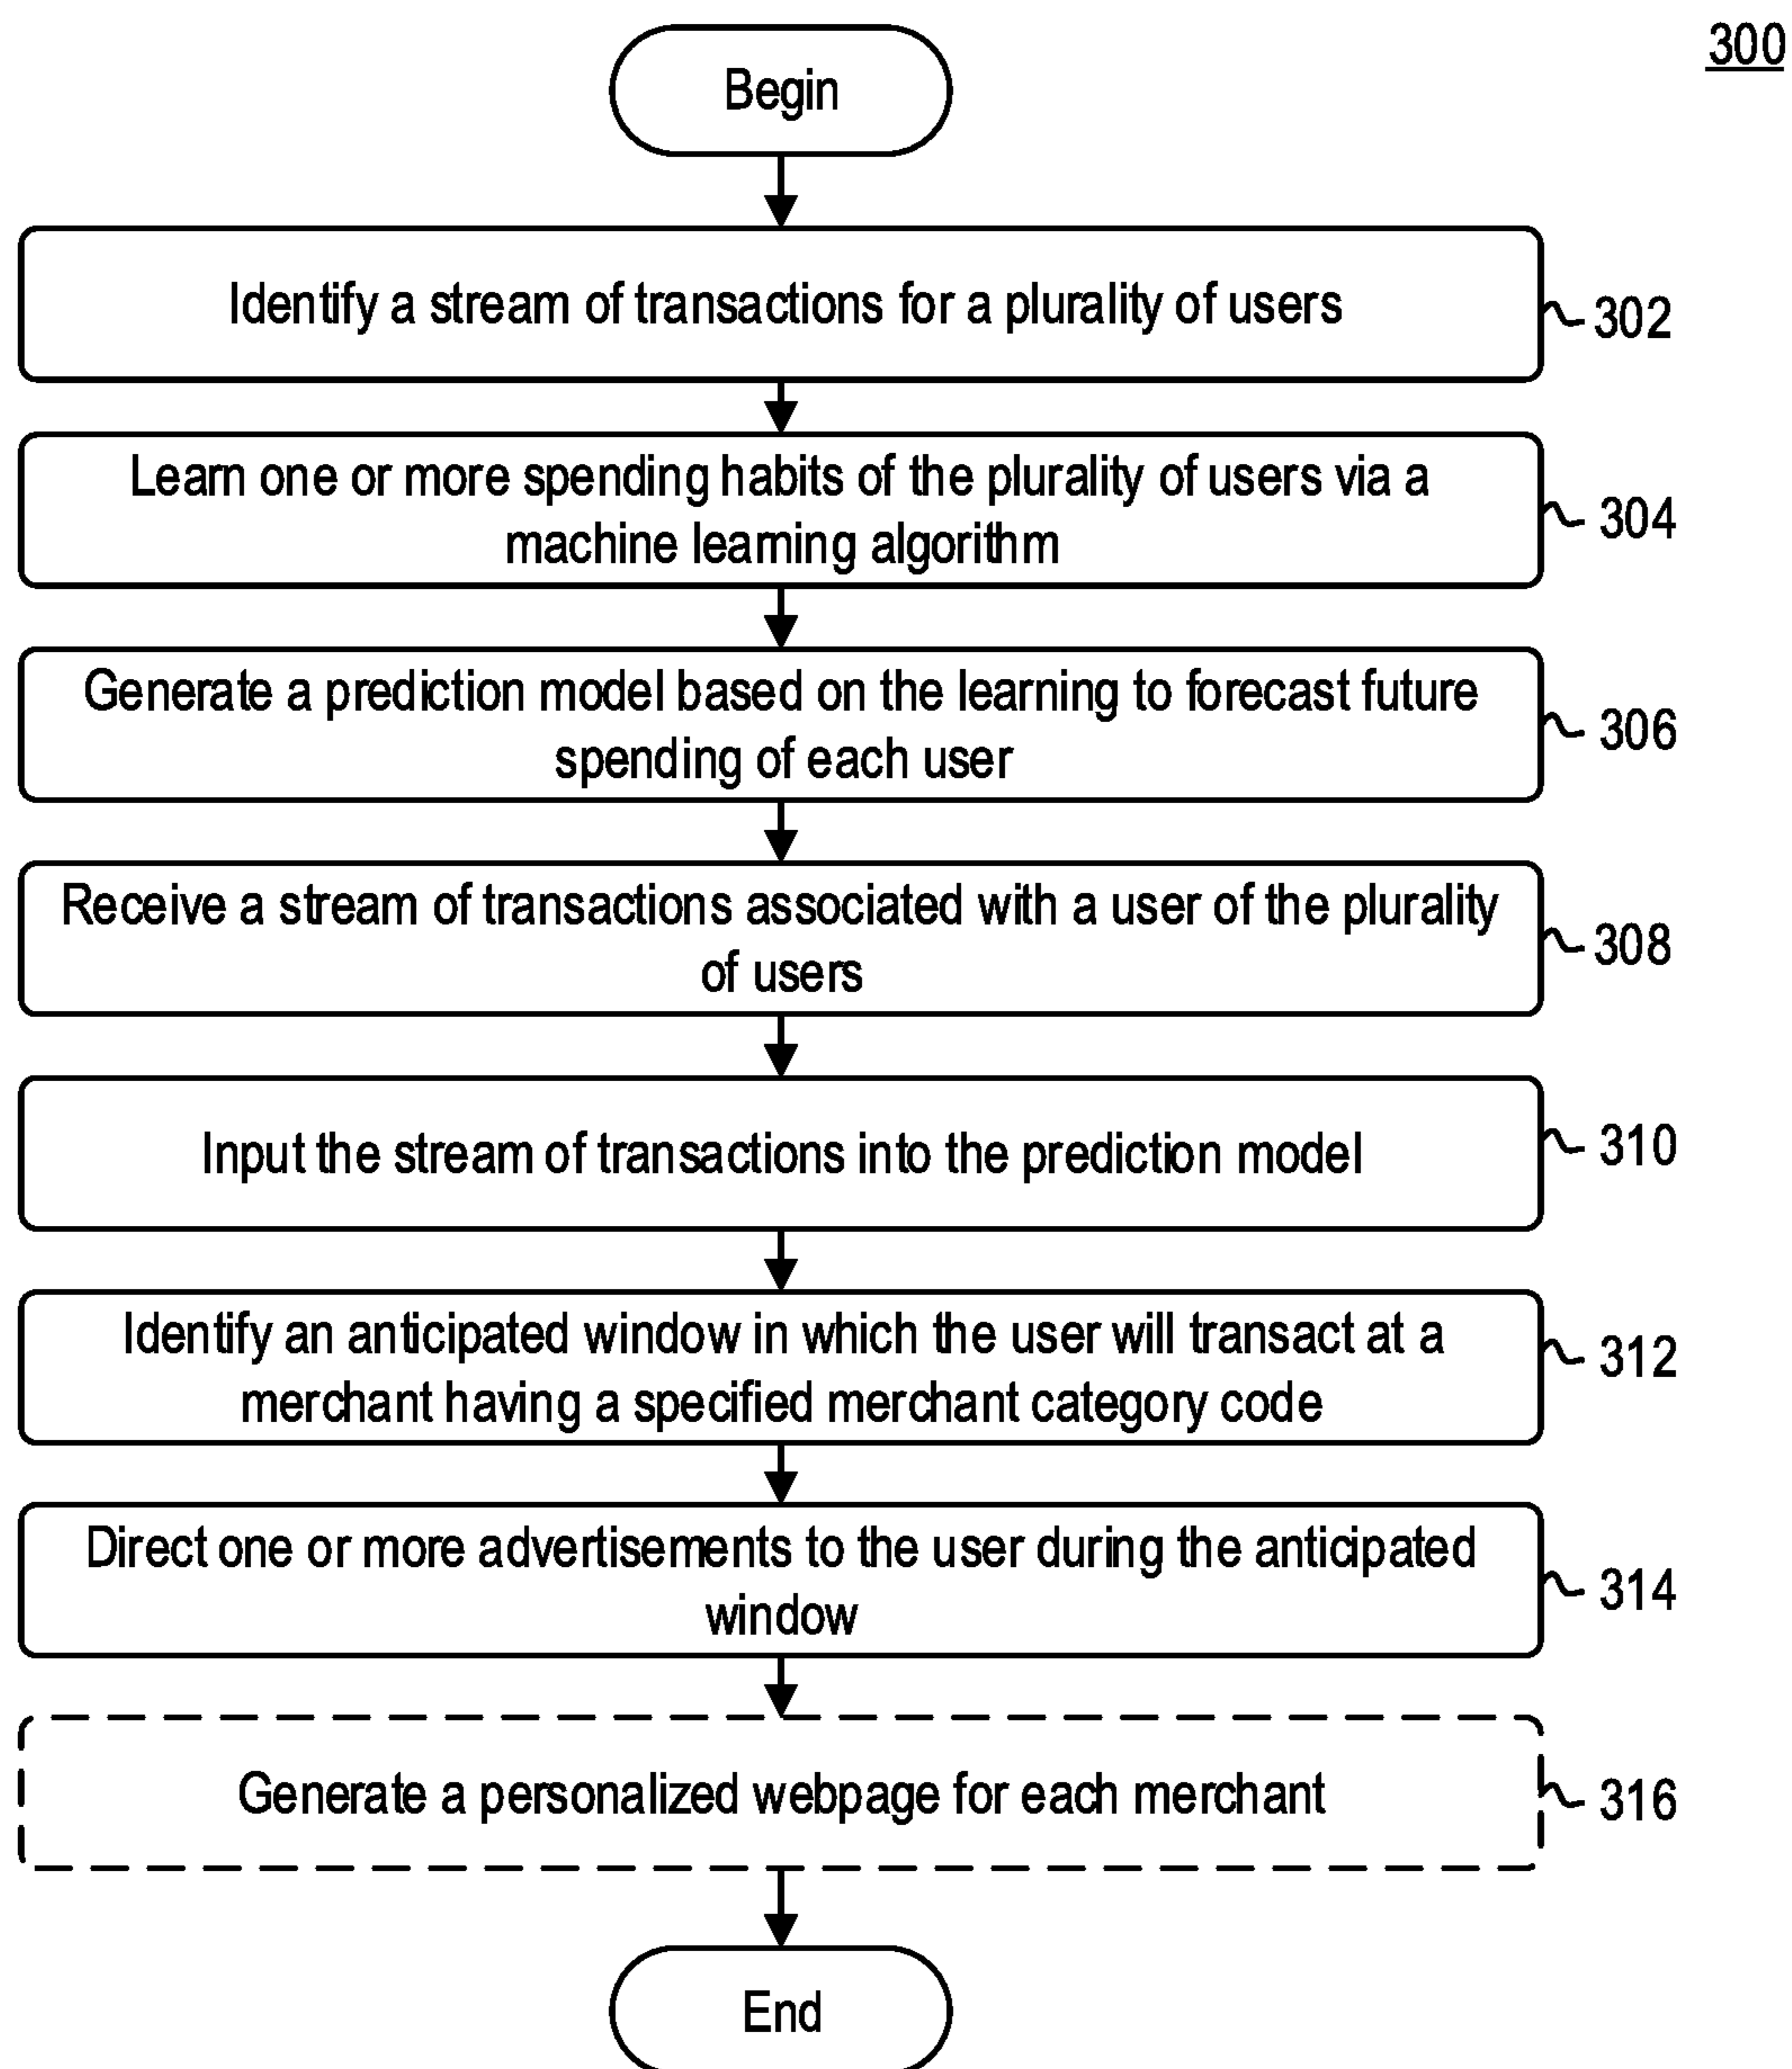 300
Begin
Identify a stream of transactions for a plurality of users
302
Learn one or more spending habits of the plurality of users via a
machine learning algorithm
304
Generate a prediction model based on the learning to forecast future
spending of each user
306
Receive a stream of transactions associated with a user of the plurality
of users
308
Input the stream of transactions into the prediction model
310
Identify an anticipated window in which the user will transact at a
merchant having a specified merchant category code
312
Direct one or more advertisements to the user during the anticipated
window
314
Generate a personalized webpage for each merchant
316
End